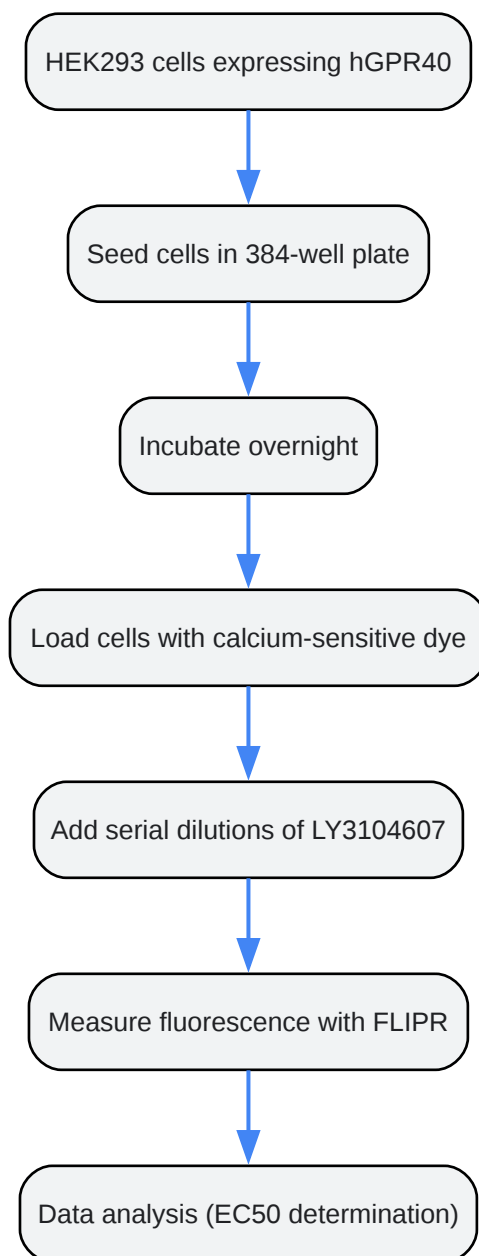 HEK293 cells expressing hGPR40
Seed cells in 384-well plate
Incubate overnight
Load cells with calcium-sensitive dye
Add serial dilutions of LY3104607
Measure fluorescence with FLIPR
Data analysis (EC50 determination)